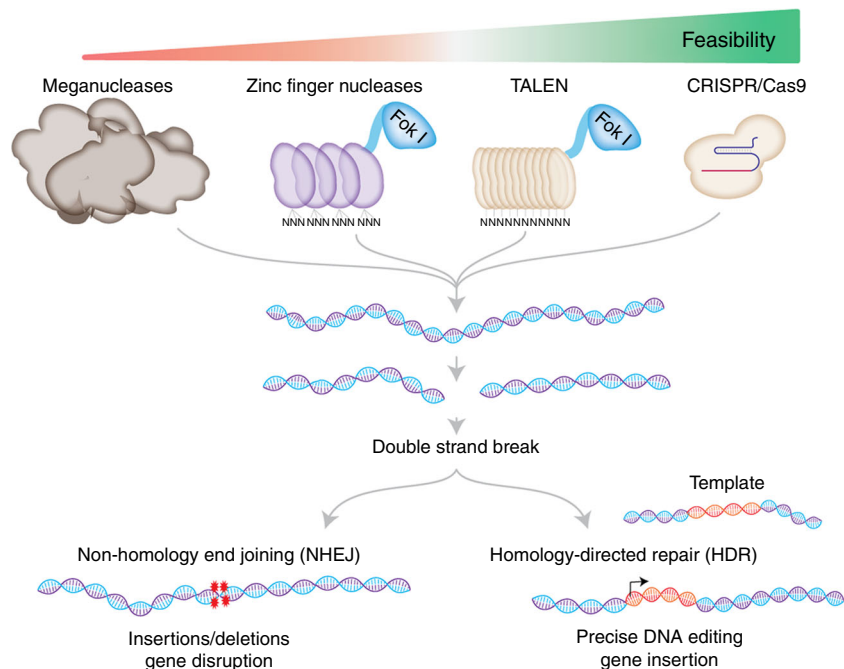 Feasibility
Meganucleases
Zinc finger nucleases
TALEN
CRISPR/Cas9
Fok I
Fok I
NNN NNN NNN NNN
NNNNNNNNNNN
Double strand break
Template
Non-homology end joining (NHEJ)
Homology-directed repair (HDR)
Insertions/deletions
gene disruption
Precise DNA editing
gene insertion